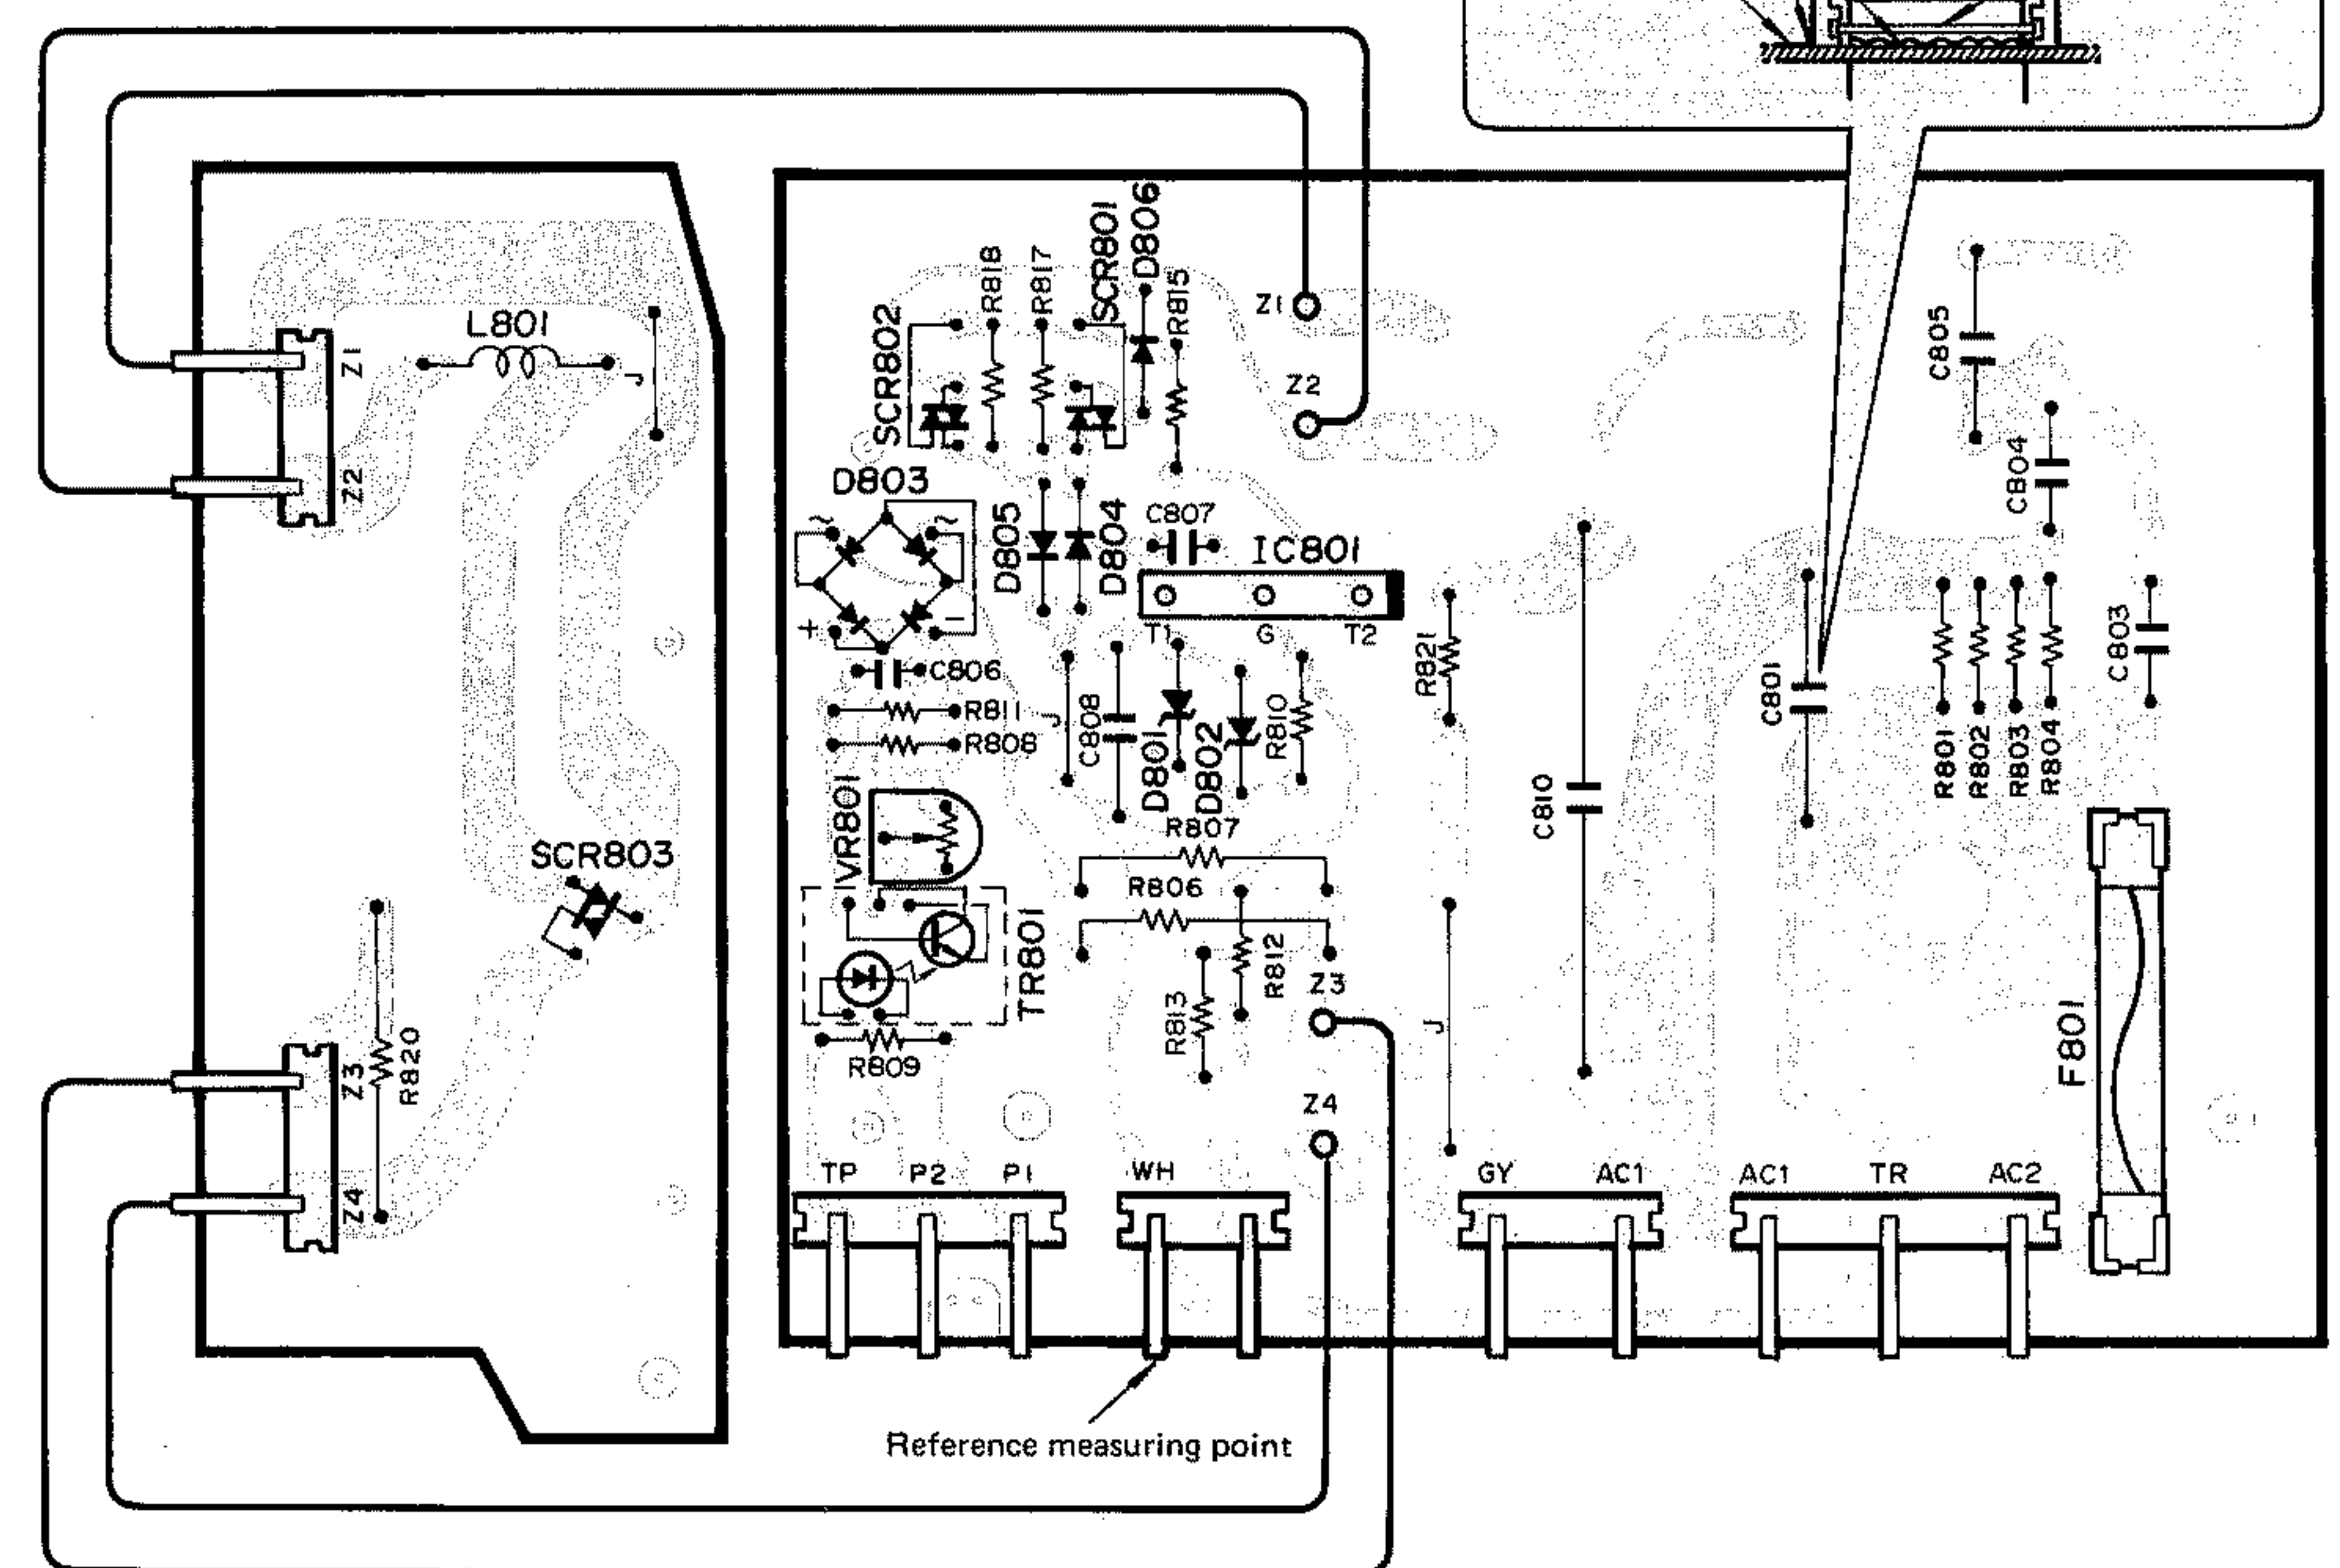 Z1
Z2
L801
J
SCR803
Z3
R820
Z4
SCR802
R818
R817
SCR801
D806
R815
Z1
Z2
D803
~
~
+
−
D805
D804
C807
IC801
T1
G
T2
C806
R811
R808
J
C808
D801
D802
R810
R821
VR801
R807
R806
R812
R813
TR801
R809
Z3
Z4
J
C810
C801
C805
C804
C803
R801
R802
R803
R804
F801
TP
P2
P1
WH
GY
AC1
AC1
TR
AC2
Reference measuring point